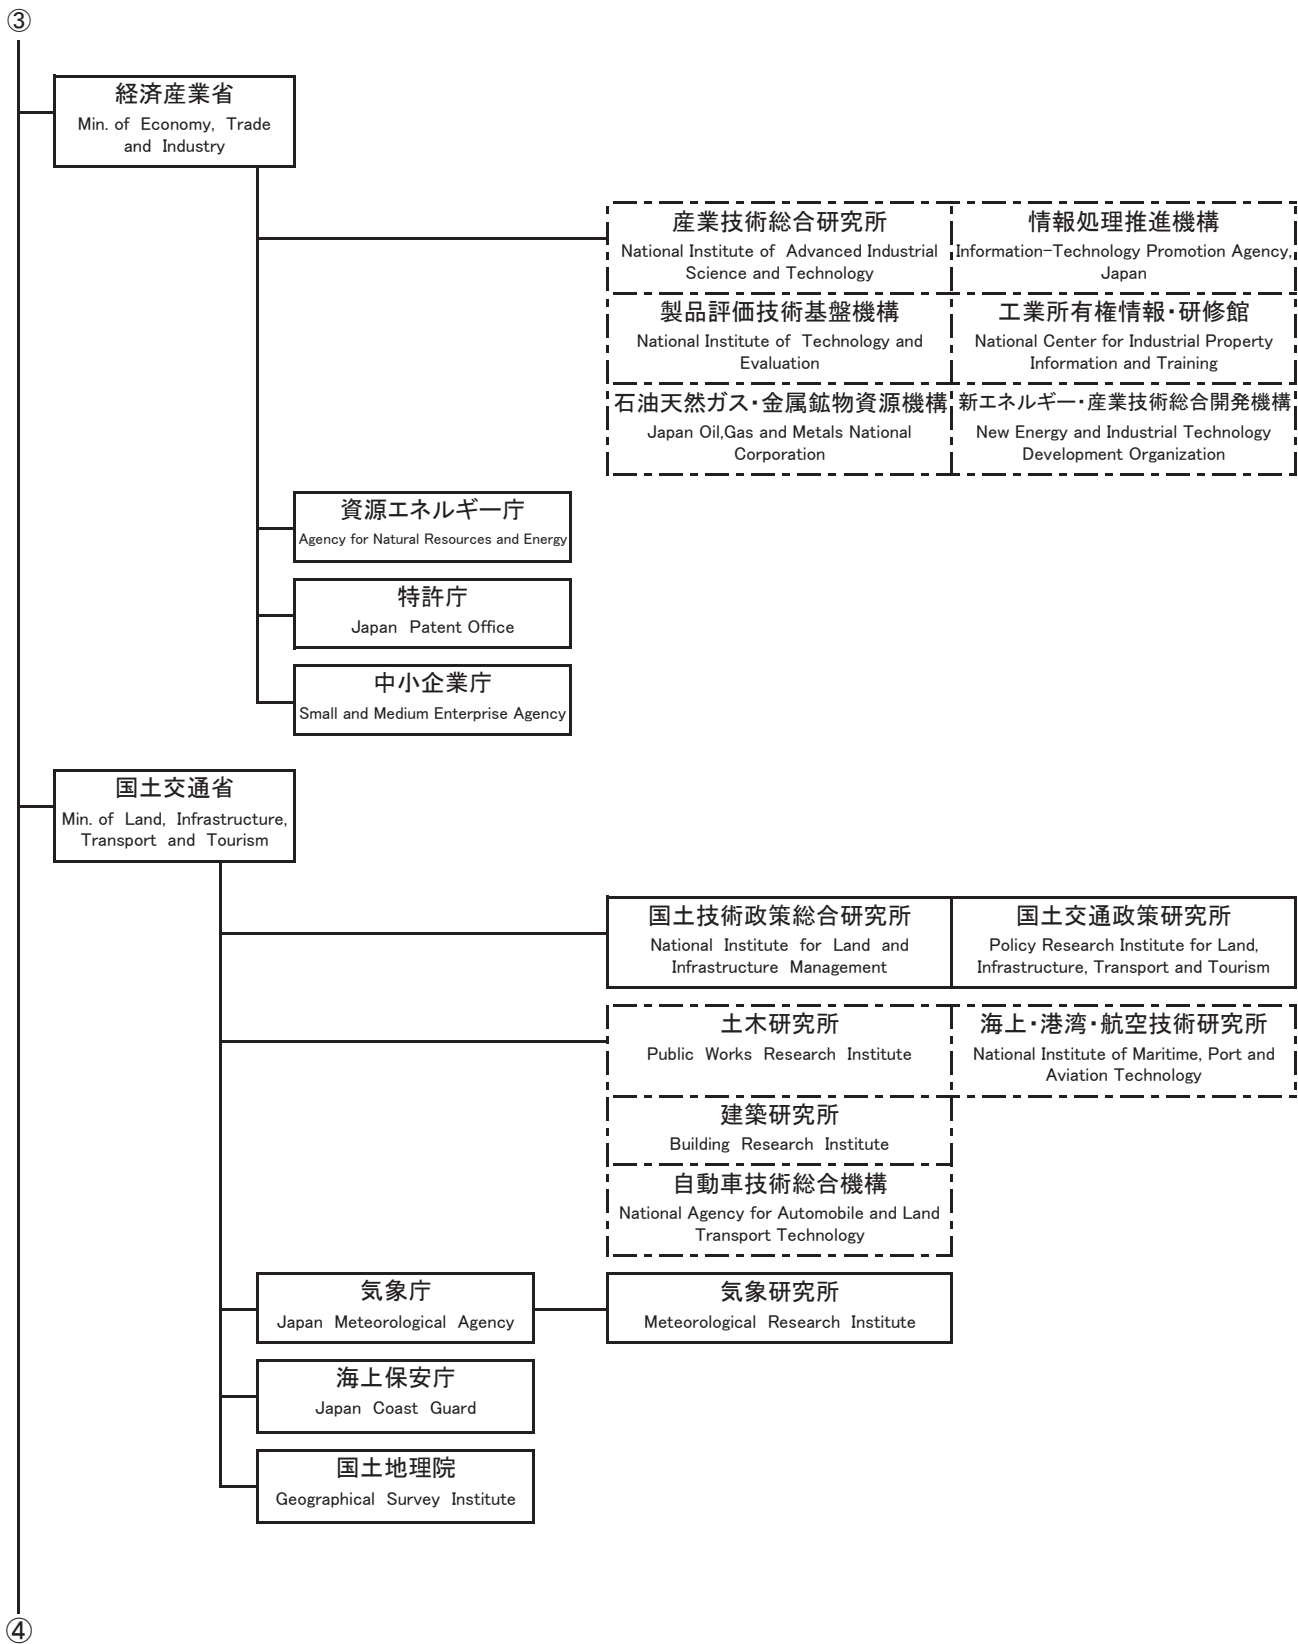 ③
経済産業省
Min. of Economy, Trade
and Industry
産業技術総合研究所
National Institute of Advanced Industrial
Science and Technology
情報処理推進機構
Information-Technology Promotion Agency,
Japan
製品評価技術基盤機構
National Institute of Technology and
Evaluation
工業所有権情報・研修館
National Center for Industrial Property
Information and Training
石油天然ガス・金属鉱物資源機構
Japan Oil,Gas and Metals National
Corporation
新エネルギー・産業技術総合開発機構
New Energy and Industrial Technology
Development Organization
資源エネルギー庁
Agency for Natural Resources and Energy
特許庁
Japan Patent Office
中小企業庁
Small and Medium Enterprise Agency
国土交通省
Min. of Land, Infrastructure,
Transport and Tourism
国土技術政策総合研究所
National Institute for Land and
Infrastructure Management
国土交通政策研究所
Policy Research Institute for Land,
Infrastructure, Transport and Tourism
土木研究所
Public Works Research Institute
海上・港湾・航空技術研究所
National Institute of Maritime, Port and
Aviation Technology
建築研究所
Building Research Institute
自動車技術総合機構
National Agency for Automobile and Land
Transport Technology
気象庁
Japan Meteorological Agency
気象研究所
Meteorological Research Institute
海上保安庁
Japan Coast Guard
国土地理院
Geographical Survey Institute
④